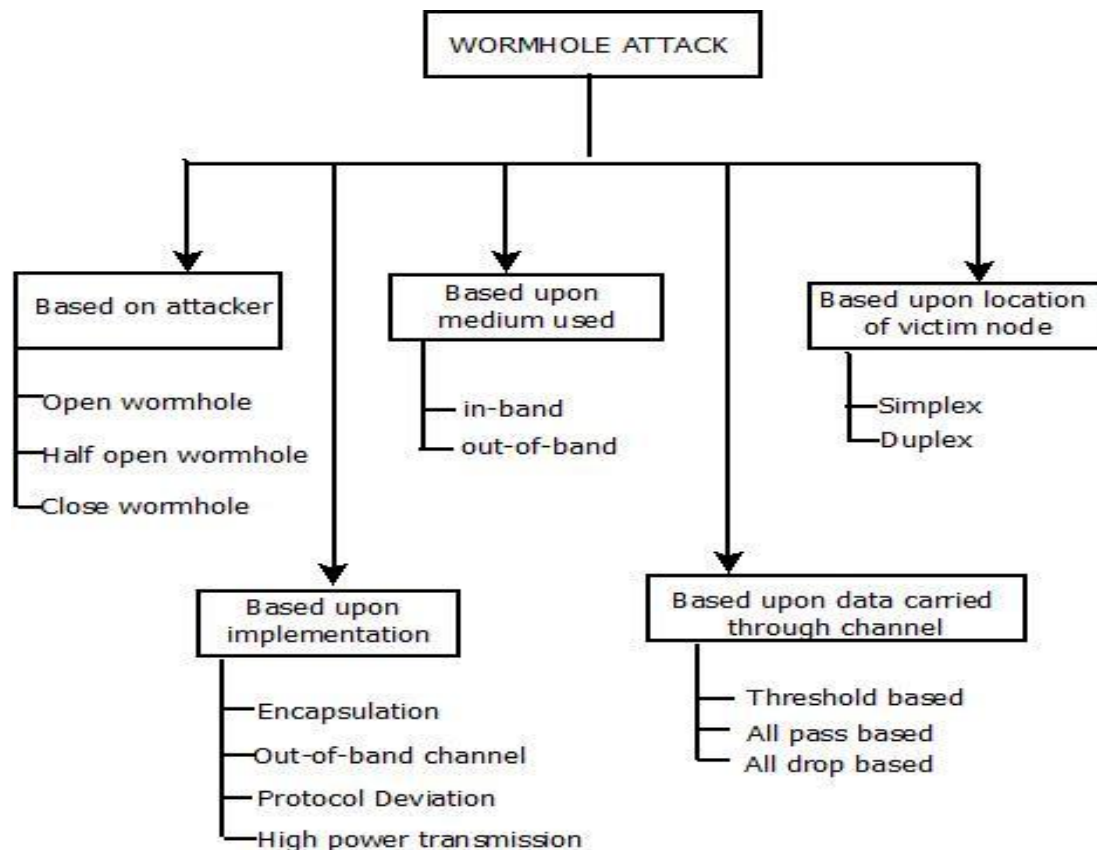 WORMHOLE ATTACK
Based on attacker
Open wormhole
Half open wormhole
Close wormhole
Based upon
medium used
in-band
out-of-band
Based upon location
of victim node
Simplex
Duplex
Based upon
implementation
Encapsulation
Out-of-band channel
Protocol Deviation
High power transmission
Based upon data carried
through channel
Threshold based
All pass based
All drop based